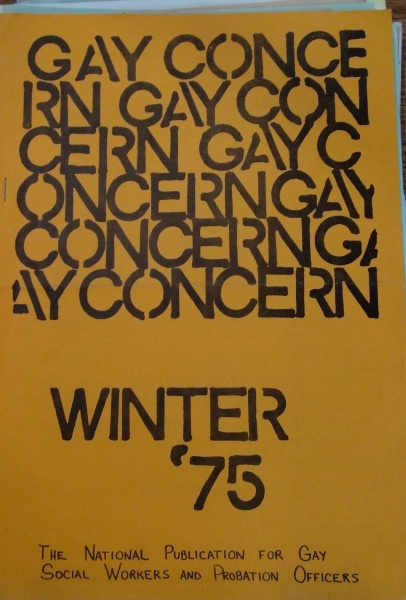 GAY CONCE
RN GAY CON
CERN GAY C
ONCERN GAY
CONCERN GA
AY CONCERN
WINTER
'75
THE NATIONAL PUBLICATION FOR GAY
SOCIAL WORKERS AND PROBATION OFFICERS